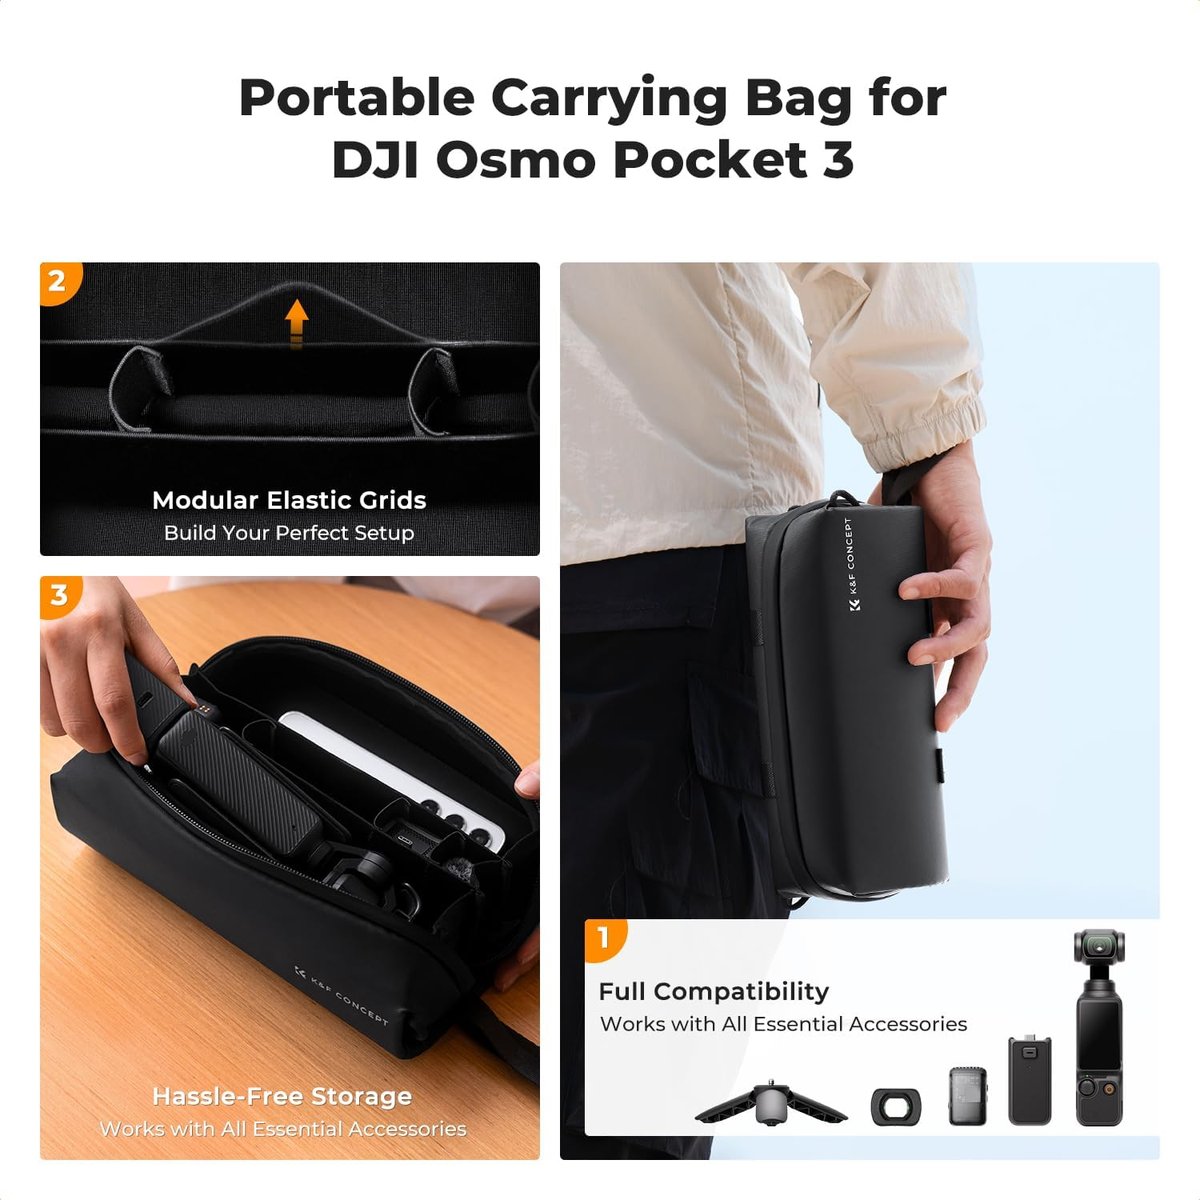 Portable Carrying Bag for
DJI Osmo Pocket 3
2
Modular Elastic Grids
Build Your Perfect Setup
3
K&F CONCEPT
Hassle-Free Storage
Works with All Essential Accessories
K&F CONCEPT
1
Full Compatibility
Works with All Essential Accessories